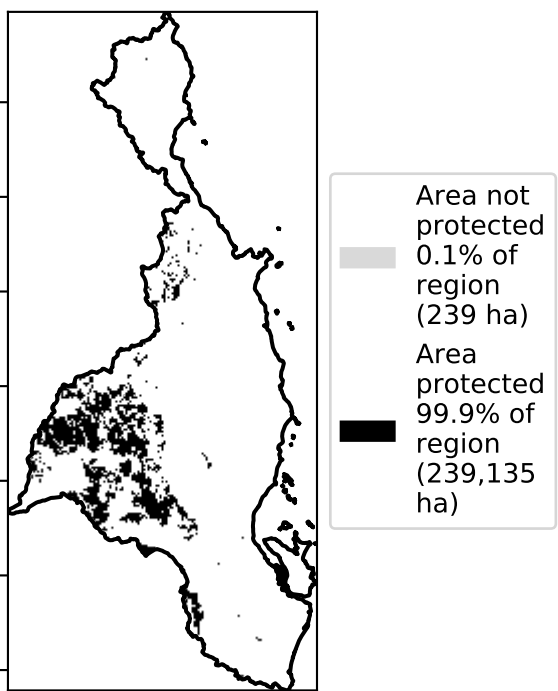 Area not
protected
0.1% of
region
(239 ha)
Area
protected
99.9% of
region
(239,135
ha)